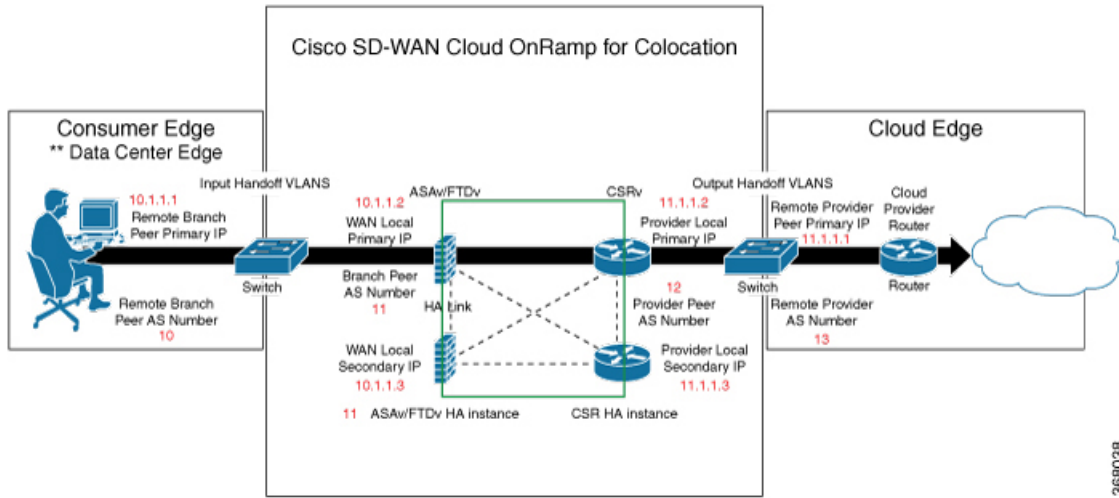 Cisco SD-WAN Cloud OnRamp for Colocation
Consumer Edge
** Data Center Edge
Cloud Edge
10.1.1.1
Remote Branch
Peer Primary IP
Input Handoff VLANS
Switch
Remote Branch
Peer AS Number
10
10.1.1.2
WAN Local
Primary IP
ASAv/FTDv
Branch Peer
AS Number
11
HA Link
WAN Local
Secondary IP
10.1.1.3
11 ASAv/FTDv HA instance
CSRv
11.1.1.2
Provider Local
Primary IP
12
Provider Peer
AS Number
Provider Local
Secondary IP
11.1.1.3
CSR HA instance
Output Handoff VLANS
Remote Provider
Peer Primary IP
11.1.1.1
Switch
Remote Provider
AS Number
13
Cloud
Provider
Router
Router
368038